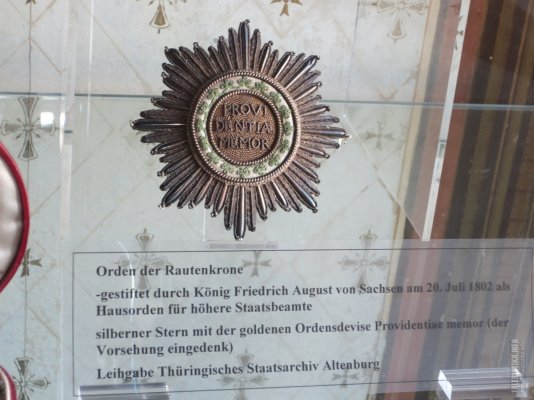 PROVI
DENTIAE
MEMOR
Orden der Rautenkrone
-gestiftet durch König Friedrich August von Sachsen am 20. Juli 1802 als
Hausorden für höhere Staatsbeamte
silberner Stern mit der goldenen Ordensdevise Providentiae memor (der
Vorsehung eingedenk)
Leihgabe Thüringisches Staatsarchiv Altenburg